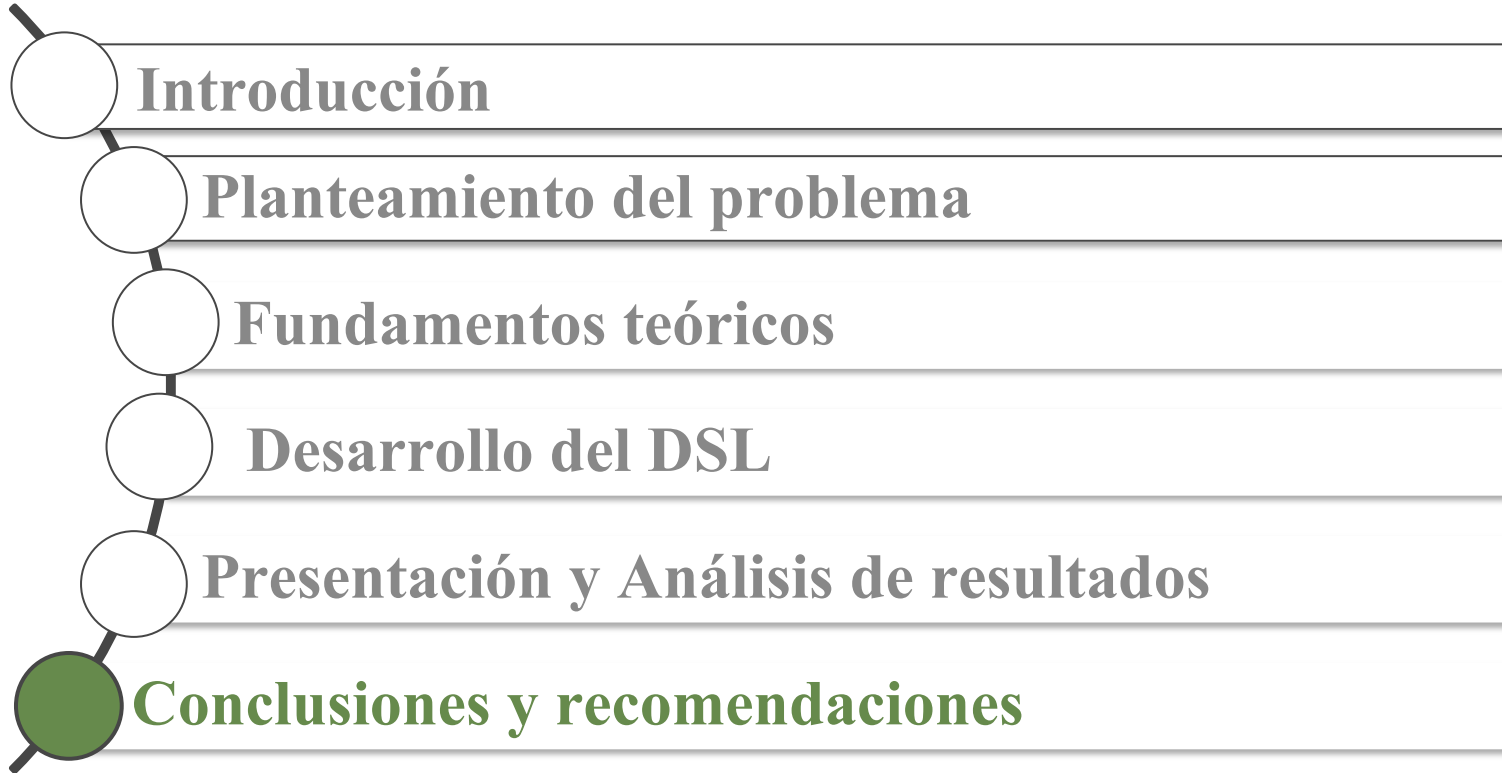 Introducción
Planteamiento del problema
Fundamentos teóricos
Desarrollo del DSL
Presentación y Análisis de resultados
Conclusiones y recomendaciones